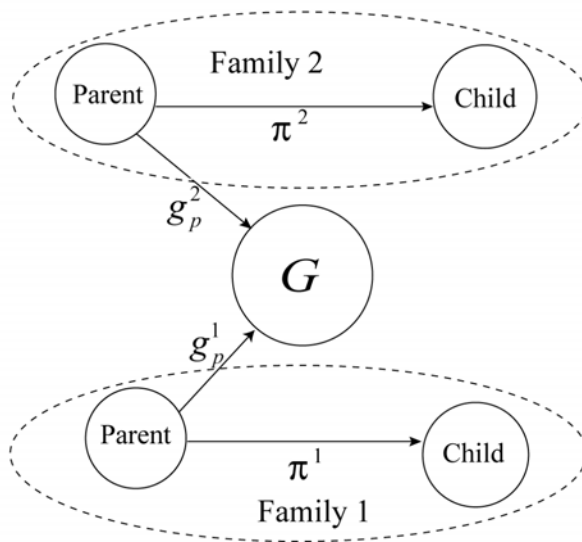 Family 2
Parent
Child
π²
g²ₚ
G
g¹ₚ
Parent
Child
π¹
Family 1